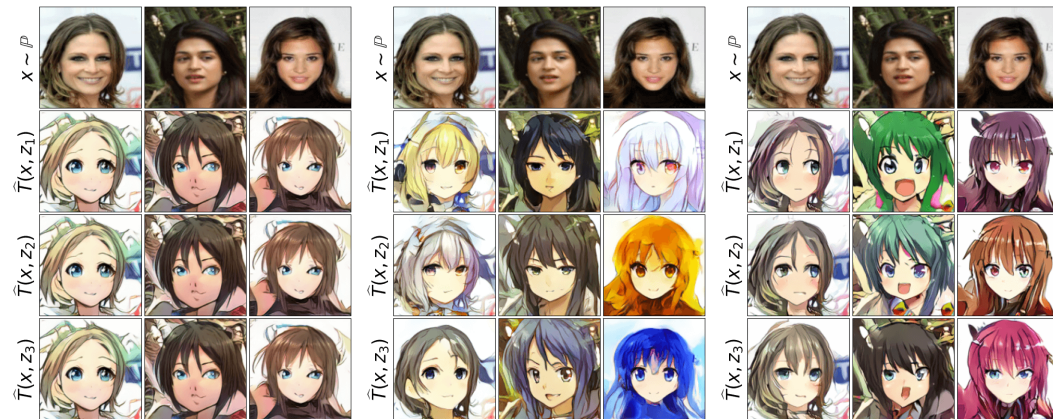 x ~ ℙ
x ~ ℙ
x ~ ℙ
T̂(x, z₁)
T̂(x, z₁)
T̂(x, z₁)
T̂(x, z₂)
T̂(x, z₂)
T̂(x, z₂)
T̂(x, z₃)
T̂(x, z₃)
T̂(x, z₃)